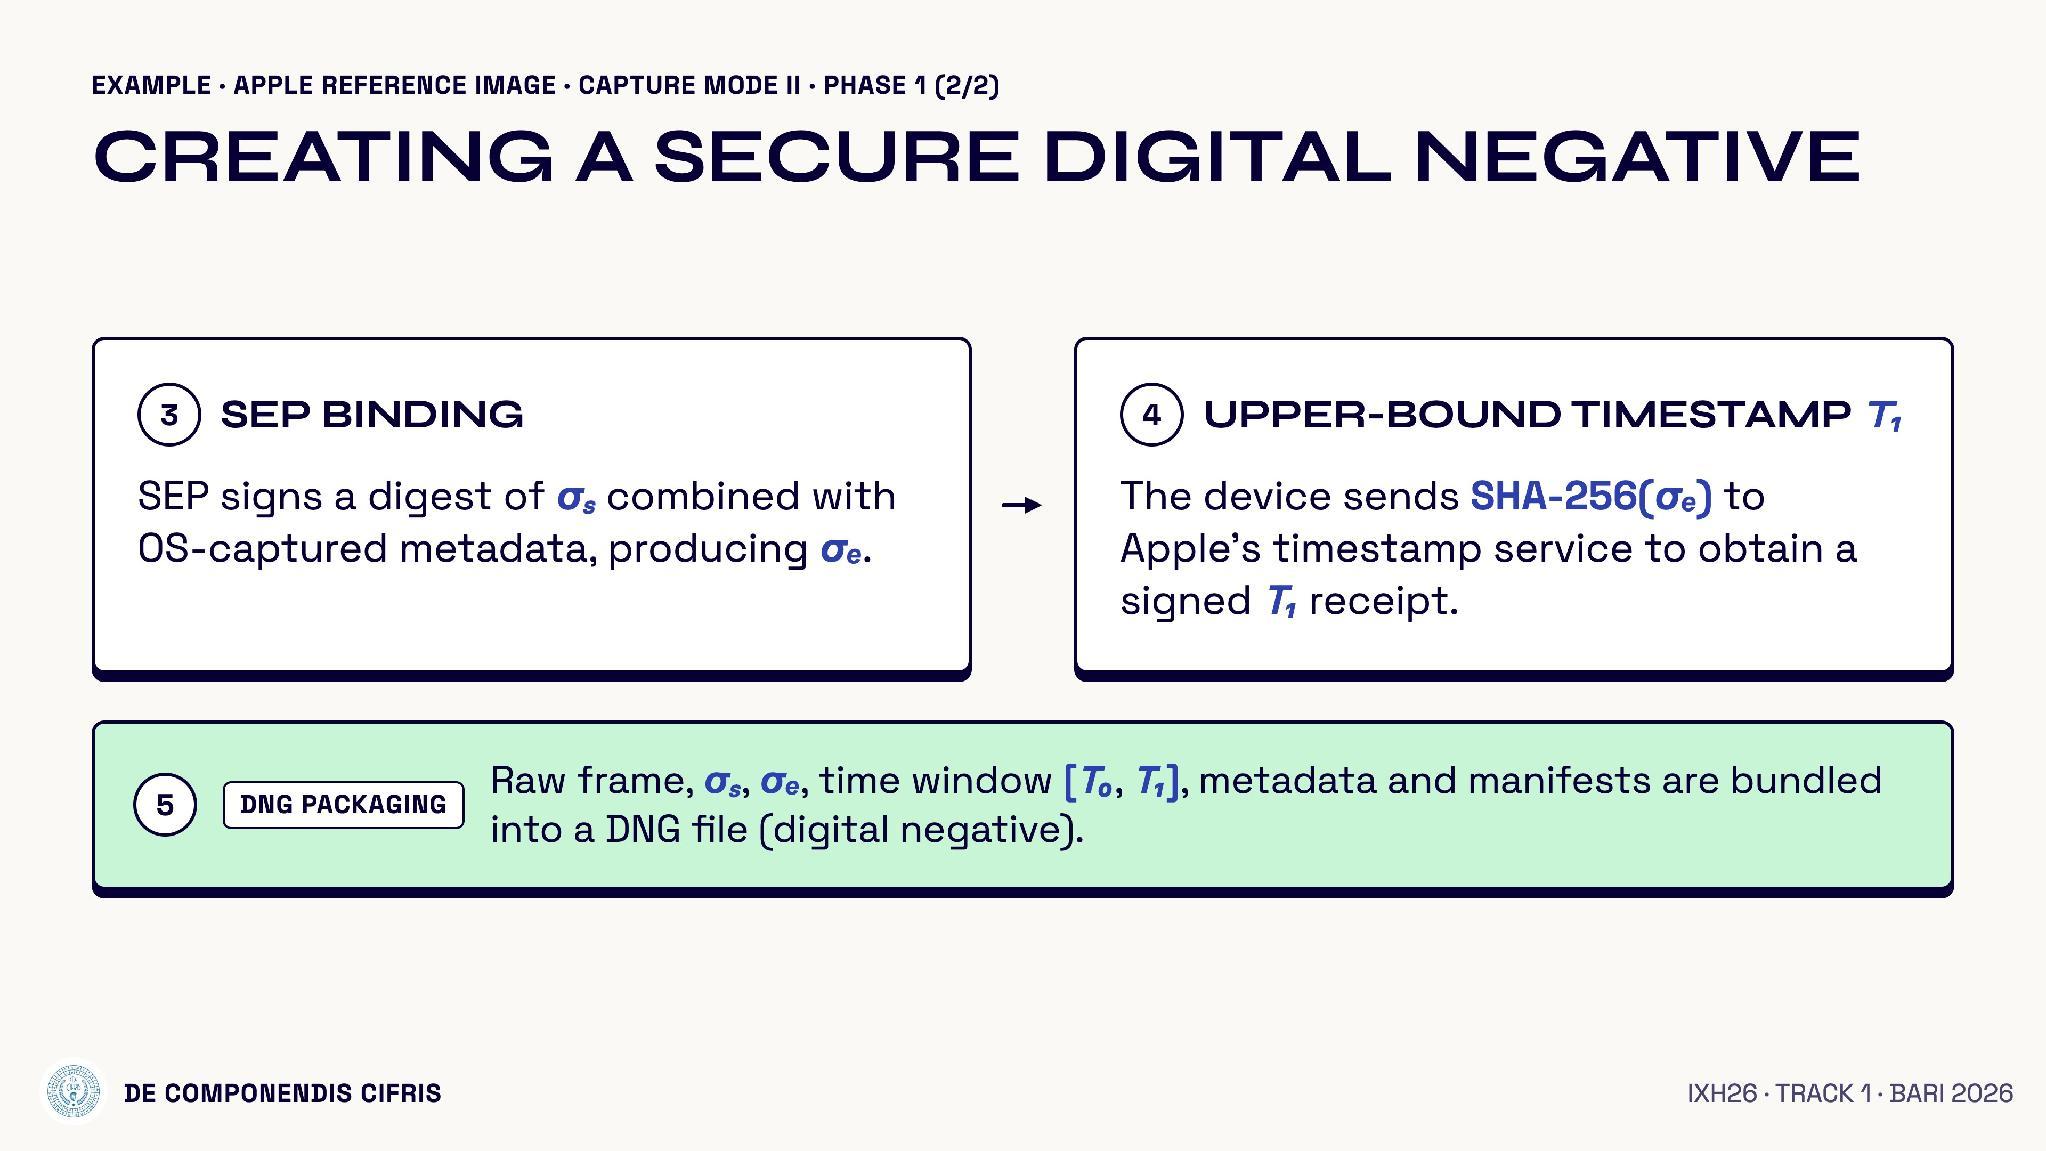 EXAMPLE · APPLE REFERENCE IMAGE · CAPTURE MODE II · PHASE 1 (2/2)
CREATING A SECURE DIGITAL NEGATIVE
3 SEP BINDING
SEP signs a digest of σₛ combined with
OS-captured metadata, producing σₑ.
→
4 UPPER-BOUND TIMESTAMP T₁
The device sends SHA-256(σₑ) to
Apple’s timestamp service to obtain a
signed T₁ receipt.
5 DNG PACKAGING
Raw frame, σₛ, σₑ, time window [T₀, T₁], metadata and manifests are bundled
into a DNG file (digital negative).
DE COMPONENDIS CIFRIS
IXH26 · TRACK 1 · BARI 2026